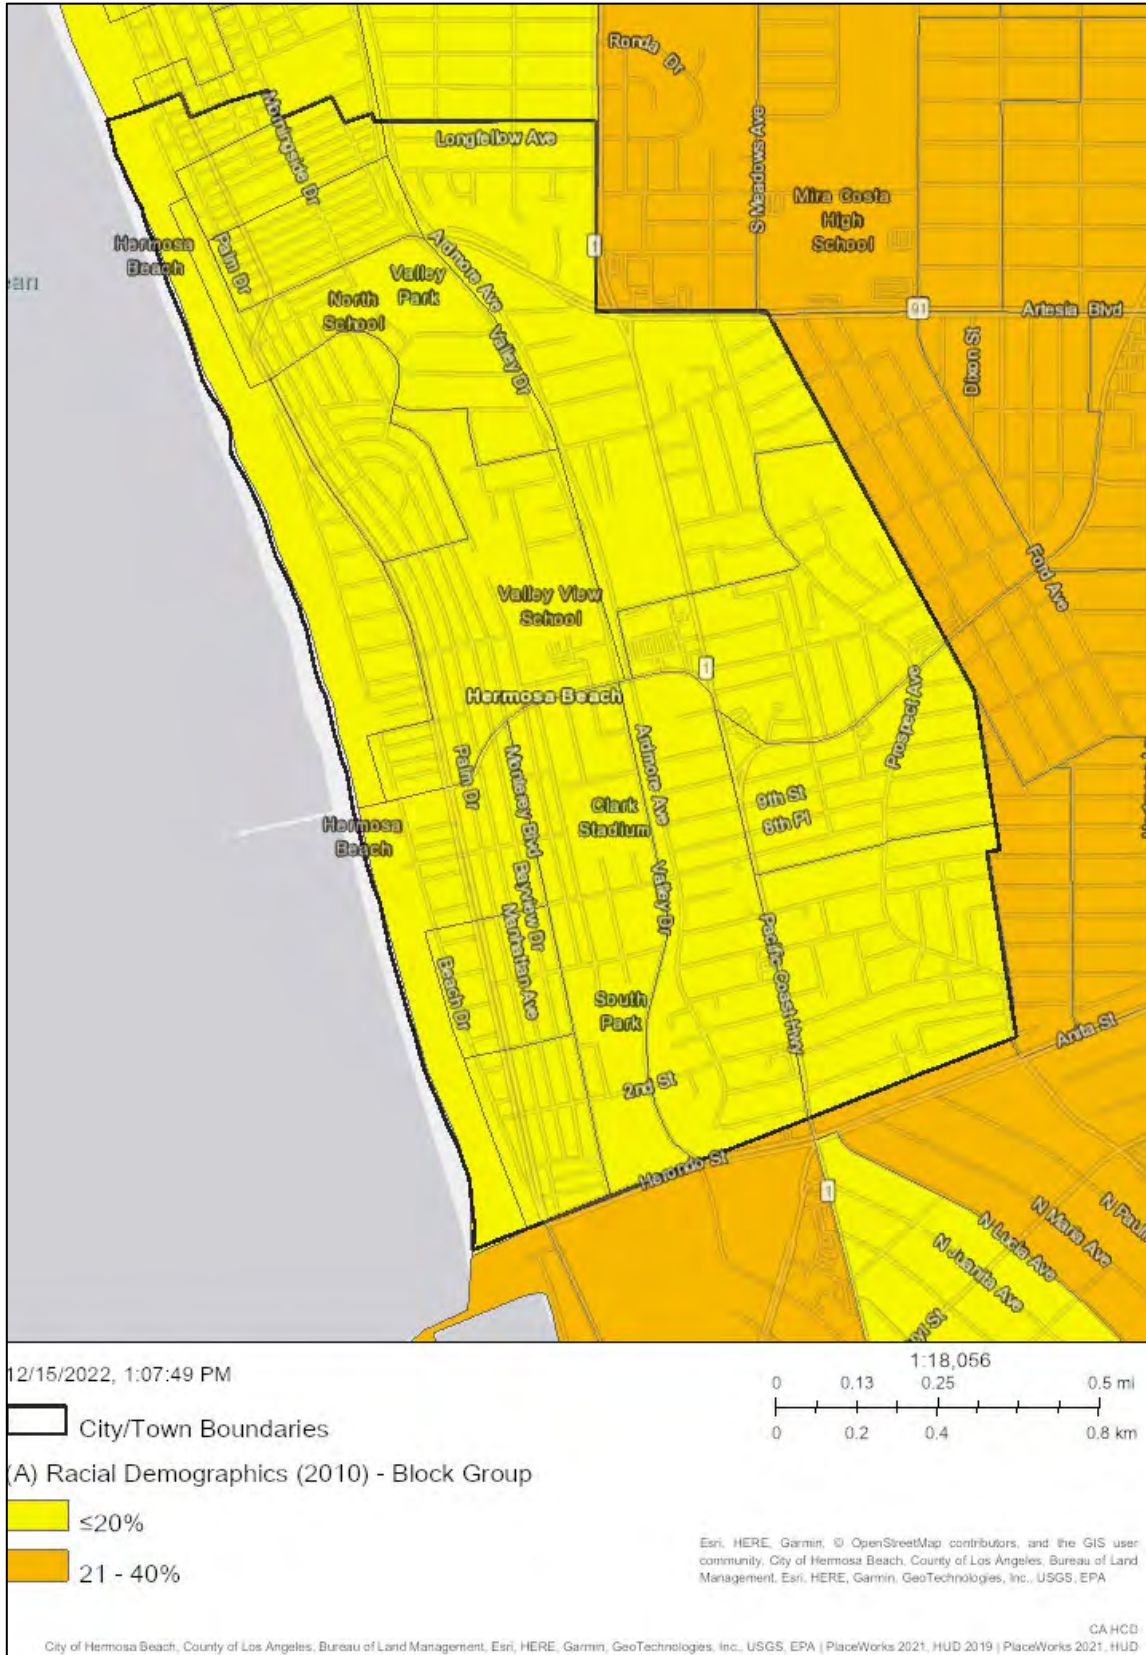 Ronda Dr
Morningside Dr
Longfellow Ave
S Meadows Ave
Mira Costa
High
School
Hermosa
Beach
Palm Dr
Ardmore Ave
1
ean
Valley
Park
North
School
91
Artesia Blvd
Valley Dr
Dixon St
Ford Ave
Valley View
School
1
Hermosa Beach
Prospect Ave
Palm Dr
Monterey Blvd
Ardmore Ave
Clark
Stadium
9th St
8th Pl
Hermosa
Beach
Bayview Dr
Valley Dr
Manhattan Ave
Beach Dr
Pacific Coast Hwy
South
Park
Anita St
2nd St
Herondo St
1
N Lucia Ave
N Maria Ave
N Juanita Ave
12/15/2022, 1:07:49 PM
1:18,056
0 0.13 0.25 0.5 mi
0 0.2 0.4 0.8 km
City/Town Boundaries
(A) Racial Demographics (2010) - Block Group
≤20%
21 - 40%
Esri, HERE, Garmin, © OpenStreetMap contributors, and the GIS user
community, City of Hermosa Beach, County of Los Angeles, Bureau of Land
Management, Esri, HERE, Garmin, GeoTechnologies, Inc., USGS, EPA
CA HCD
City of Hermosa Beach, County of Los Angeles, Bureau of Land Management, Esri, HERE, Garmin, GeoTechnologies, Inc., USGS, EPA | PlaceWorks 2021, HUD 2019 | PlaceWorks 2021, HUD